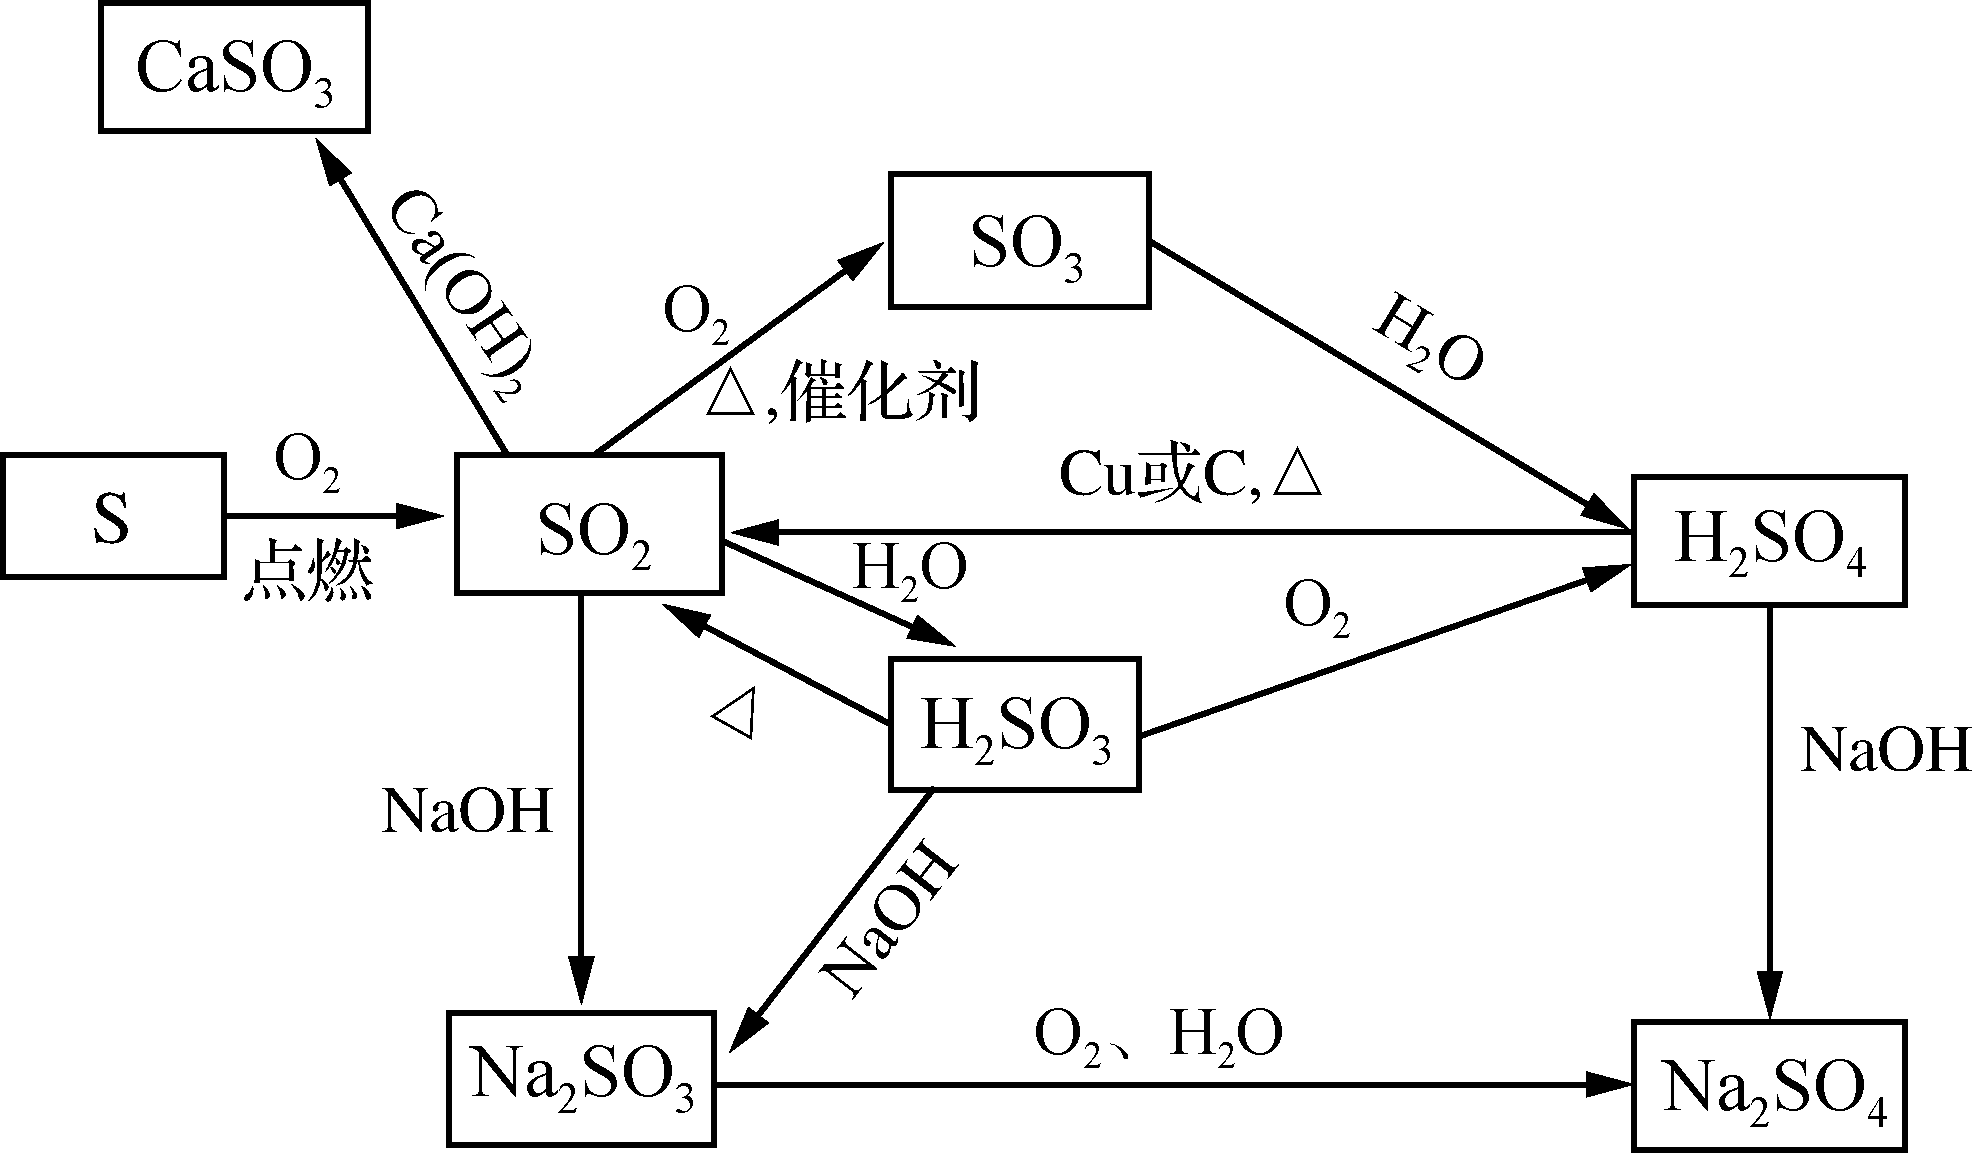 CaSO₃
Ca(OH)₂
SO₃
O₂
△,催化剂
H₂O
S
O₂
点燃
SO₂
Cu或C,△
H₂SO₄
H₂O
O₂
△
H₂SO₃
NaOH
NaOH
NaOH
Na₂SO₃
O₂、H₂O
Na₂SO₄